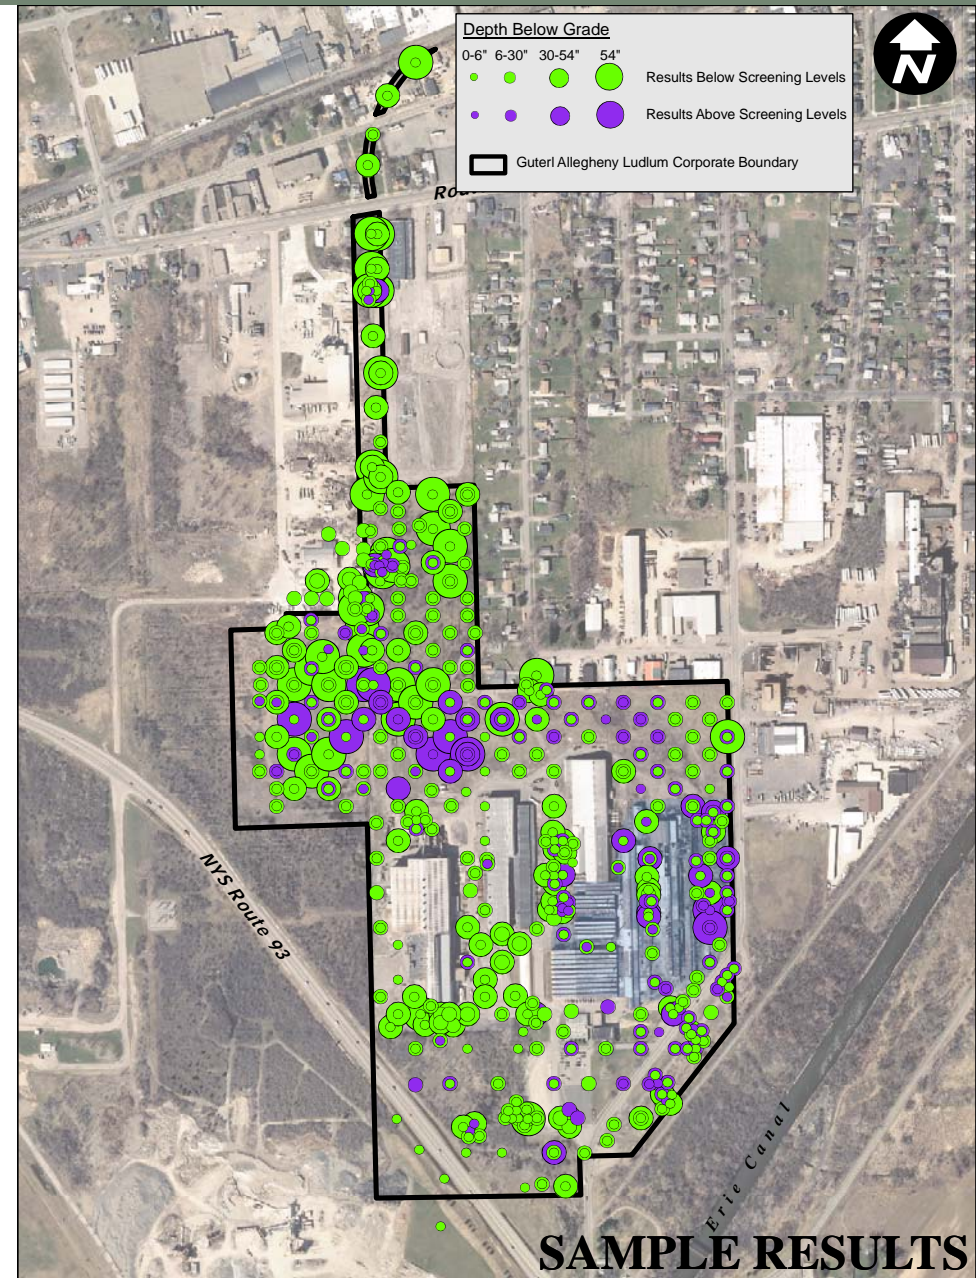 Depth Below Grade
0-6" 6-30" 30-54" 54"
Results Below Screening Levels
Results Above Screening Levels
Guterl Allegheny Ludlum Corporate Boundary
N
NYS Route 93
Erie Canal
SAMPLE RESULTS